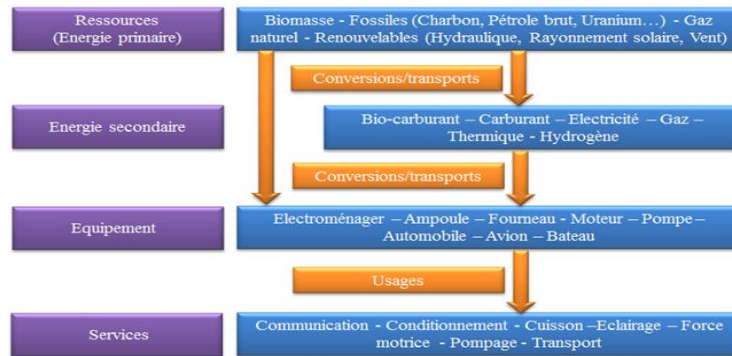 Ressources
(Energie primaire)
Biomasse - Fossiles (Charbon, Pétrole brut, Uranium…) - Gaz
naturel - Renouvelables (Hydraulique, Rayonnement solaire, Vent)
Conversions/transports
Energie secondaire
Bio-carburant – Carburant – Electricité – Gaz –
Thermique - Hydrogène
Conversions/transports
Equipement
Electroménager – Ampoule – Fourneau - Moteur – Pompe –
Automobile – Avion – Bateau
Usages
Services
Communication - Conditionnement - Cuisson –Eclairage – Force
motrice - Pompage - Transport